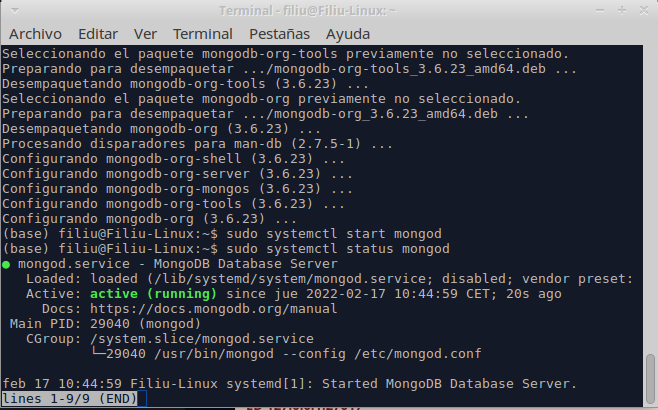 Terminal - filiu@Filiu-Linux: ~
Archivo Editar Ver Terminal Pestañas Ayuda
Seleccionando el paquete mongodb-org-tools previamente no seleccionado.
Preparando para desempaquetar .../mongodb-org-tools_3.6.23_amd64.deb ...
Desempaquetando mongodb-org-tools (3.6.23) ...
Seleccionando el paquete mongodb-org previamente no seleccionado.
Preparando para desempaquetar .../mongodb-org_3.6.23_amd64.deb ...
Desempaquetando mongodb-org (3.6.23) ...
Procesando disparadores para man-db (2.7.5-1) ...
Configurando mongodb-org-shell (3.6.23) ...
Configurando mongodb-org-server (3.6.23) ...
Configurando mongodb-org-mongos (3.6.23) ...
Configurando mongodb-org-tools (3.6.23) ...
Configurando mongodb-org (3.6.23) ...
(base) filiu@Filiu-Linux:~$ sudo systemctl start mongod
(base) filiu@Filiu-Linux:~$ sudo systemctl status mongod
● mongod.service - MongoDB Database Server
Loaded: loaded (/lib/systemd/system/mongod.service; disabled; vendor preset:
Active: active (running) since jue 2022-02-17 10:44:59 CET; 20s ago
Docs: https://docs.mongodb.org/manual
Main PID: 29040 (mongod)
CGroup: /system.slice/mongod.service
└─29040 /usr/bin/mongod --config /etc/mongod.conf
feb 17 10:44:59 Filiu-Linux systemd[1]: Started MongoDB Database Server.
lines 1-9/9 (END)